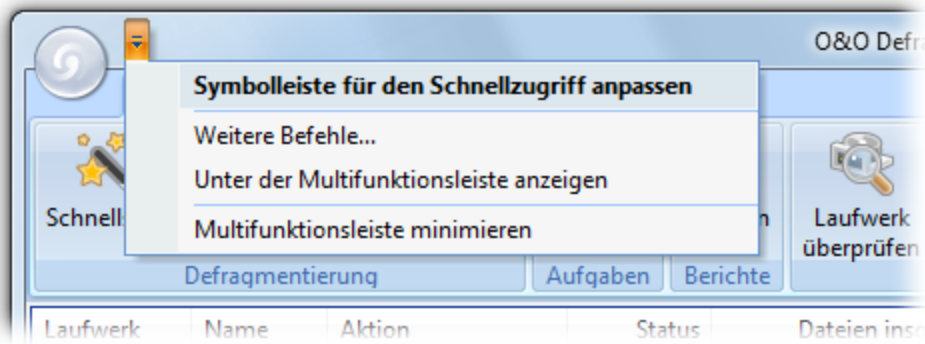 O&O Defra
Symbolleiste für den Schnellzugriff anpassen
Weitere Befehle...
Unter der Multifunktionsleiste anzeigen
Multifunktionsleiste minimieren
Laufwerk
überprüfen
Defragmentierung
Aufgaben
Berichte
Laufwerk Name Aktion Status Dateien